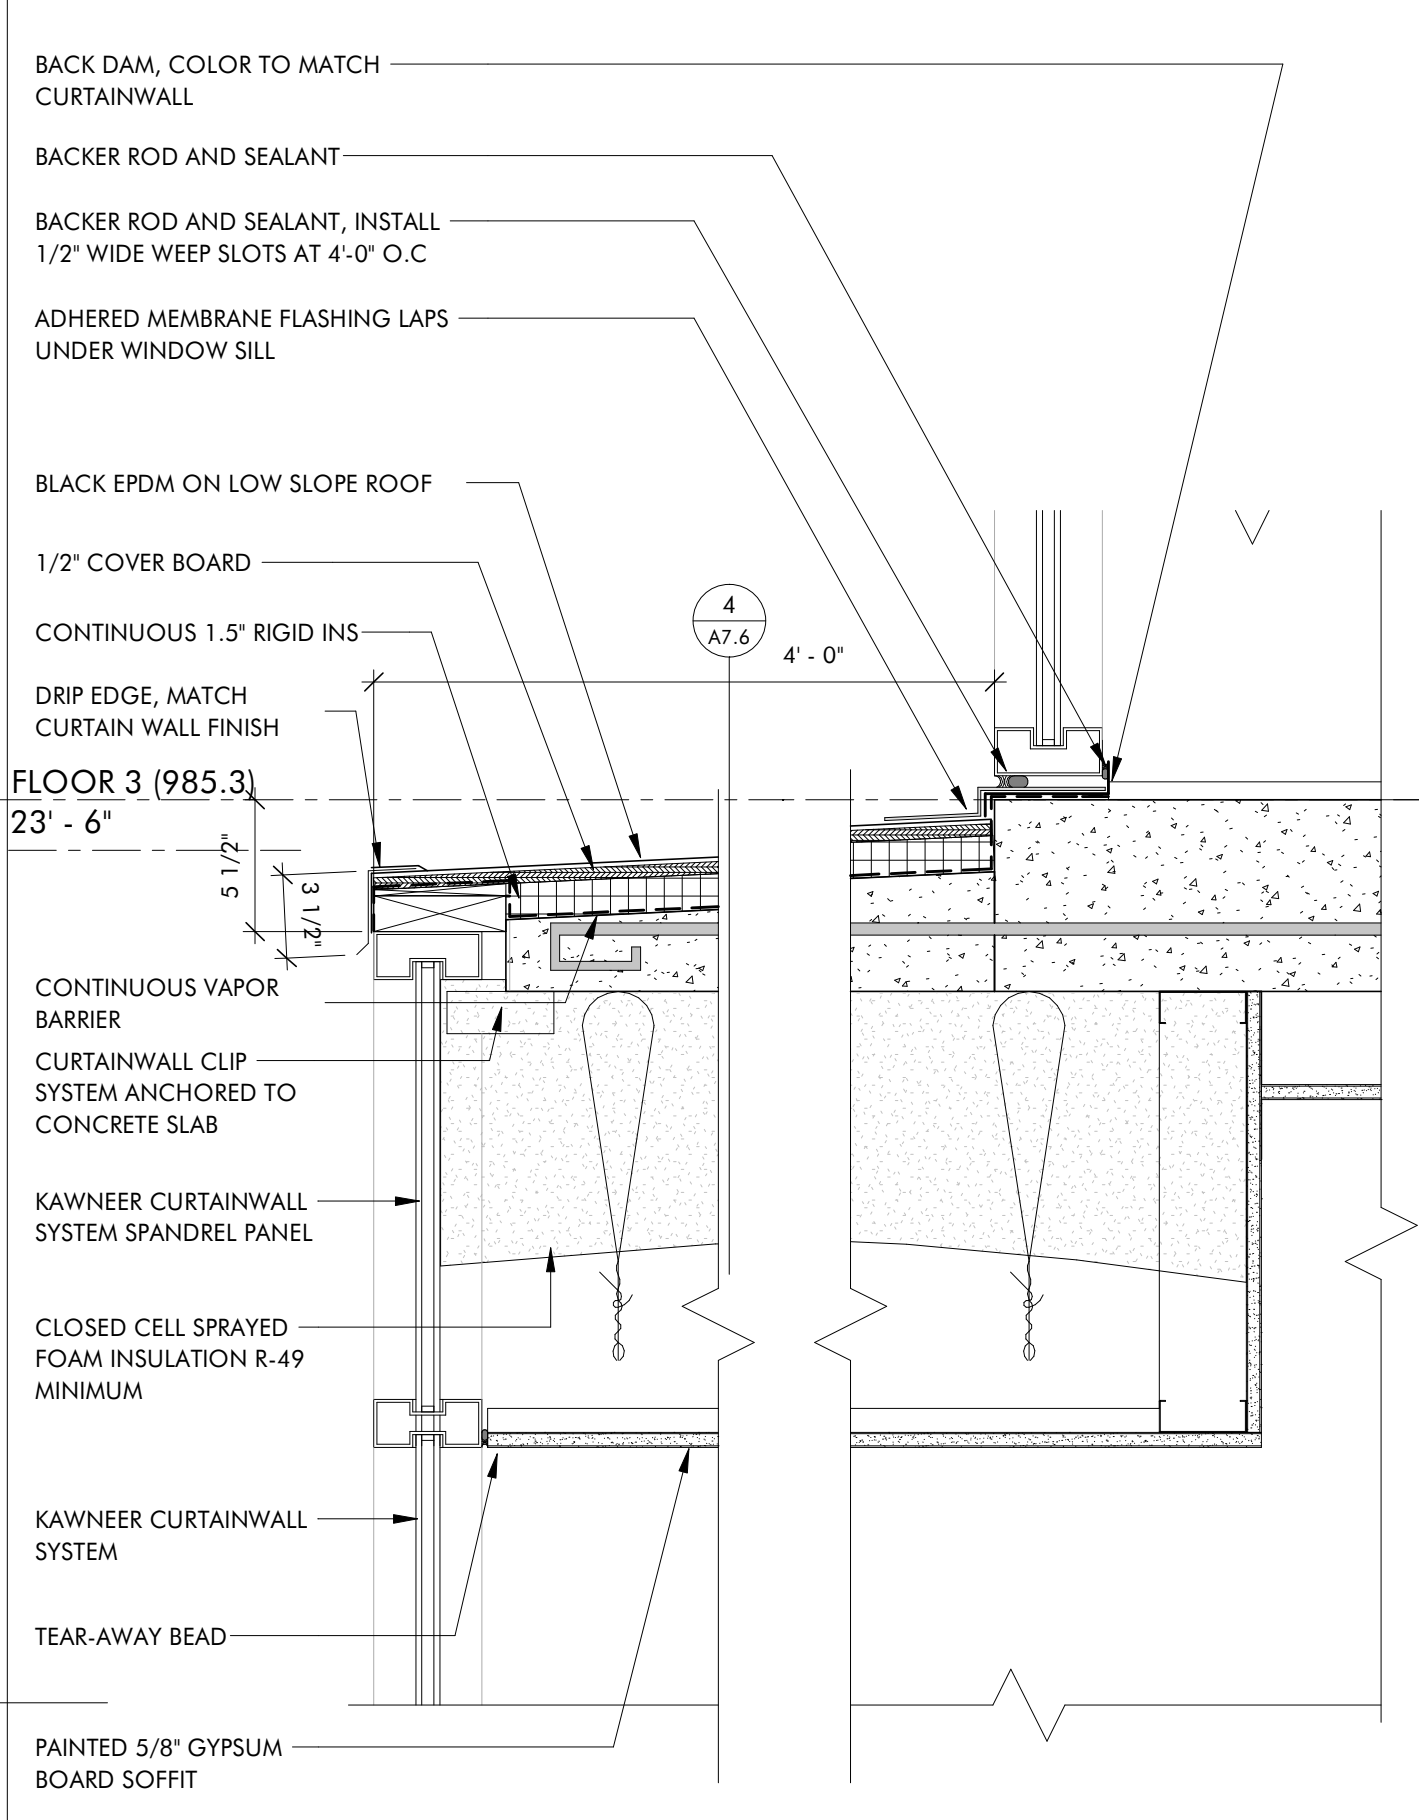 BACK DAM, COLOR TO MATCH
CURTAINWALL
BACKER ROD AND SEALANT
BACKER ROD AND SEALANT, INSTALL
1/2" WIDE WEEP SLOTS AT 4'-0" O.C
ADHERED MEMBRANE FLASHING LAPS
UNDER WINDOW SILL
BLACK EPDM ON LOW SLOPE ROOF
1/2" COVER BOARD
4
A7.6
CONTINUOUS 1.5" RIGID INS
4' - 0"
DRIP EDGE, MATCH
CURTAIN WALL FINISH
FLOOR 3 (985.3)
23' - 6"
5 1/2"
3 1/2"
CONTINUOUS VAPOR
BARRIER
CURTAINWALL CLIP
SYSTEM ANCHORED TO
CONCRETE SLAB
KAWNEER CURTAINWALL
SYSTEM SPANDREL PANEL
CLOSED CELL SPRAYED
FOAM INSULATION R-49
MINIMUM
KAWNEER CURTAINWALL
SYSTEM
TEAR-AWAY BEAD
PAINTED 5/8" GYPSUM
BOARD SOFFIT